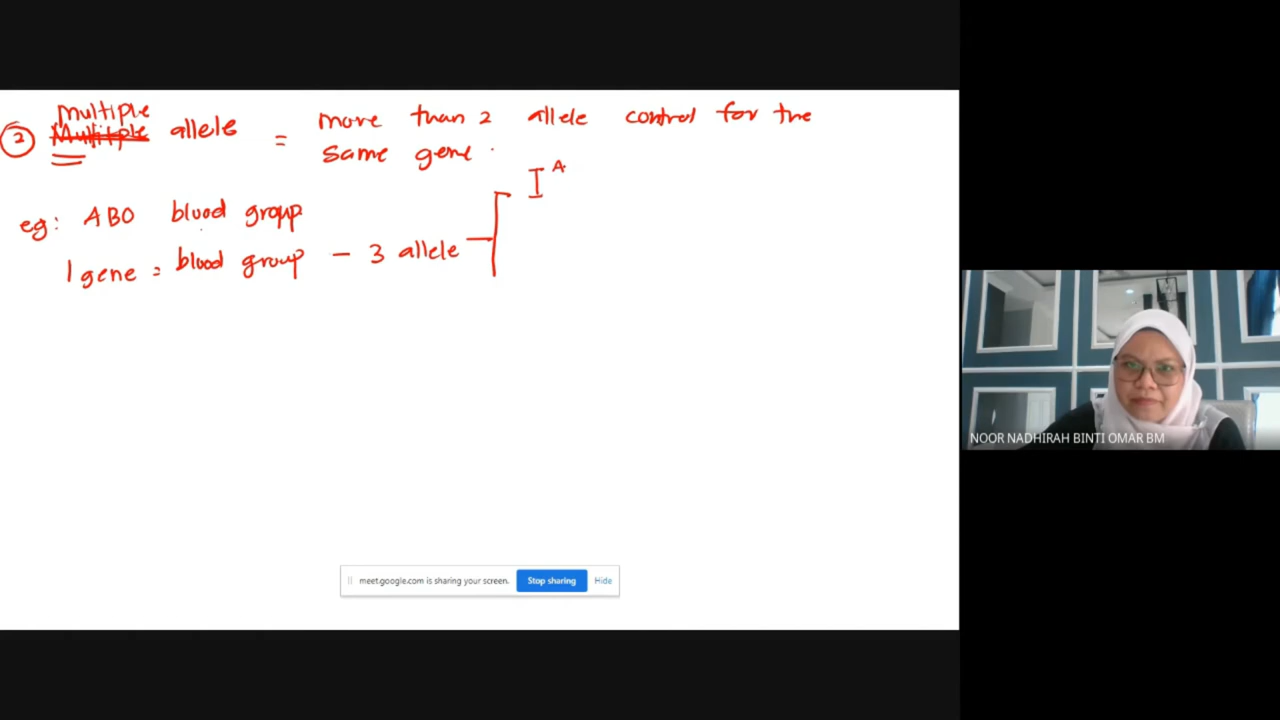 multiple
② Mulitple allele = more than 2 allele control for the
same gene.
I^A
eg: ABO blood group
1 gene = blood group - 3 allele
NOOR NADHIRAH BINTI OMAR BM
meet.google.com is sharing your screen. Stop sharing Hide